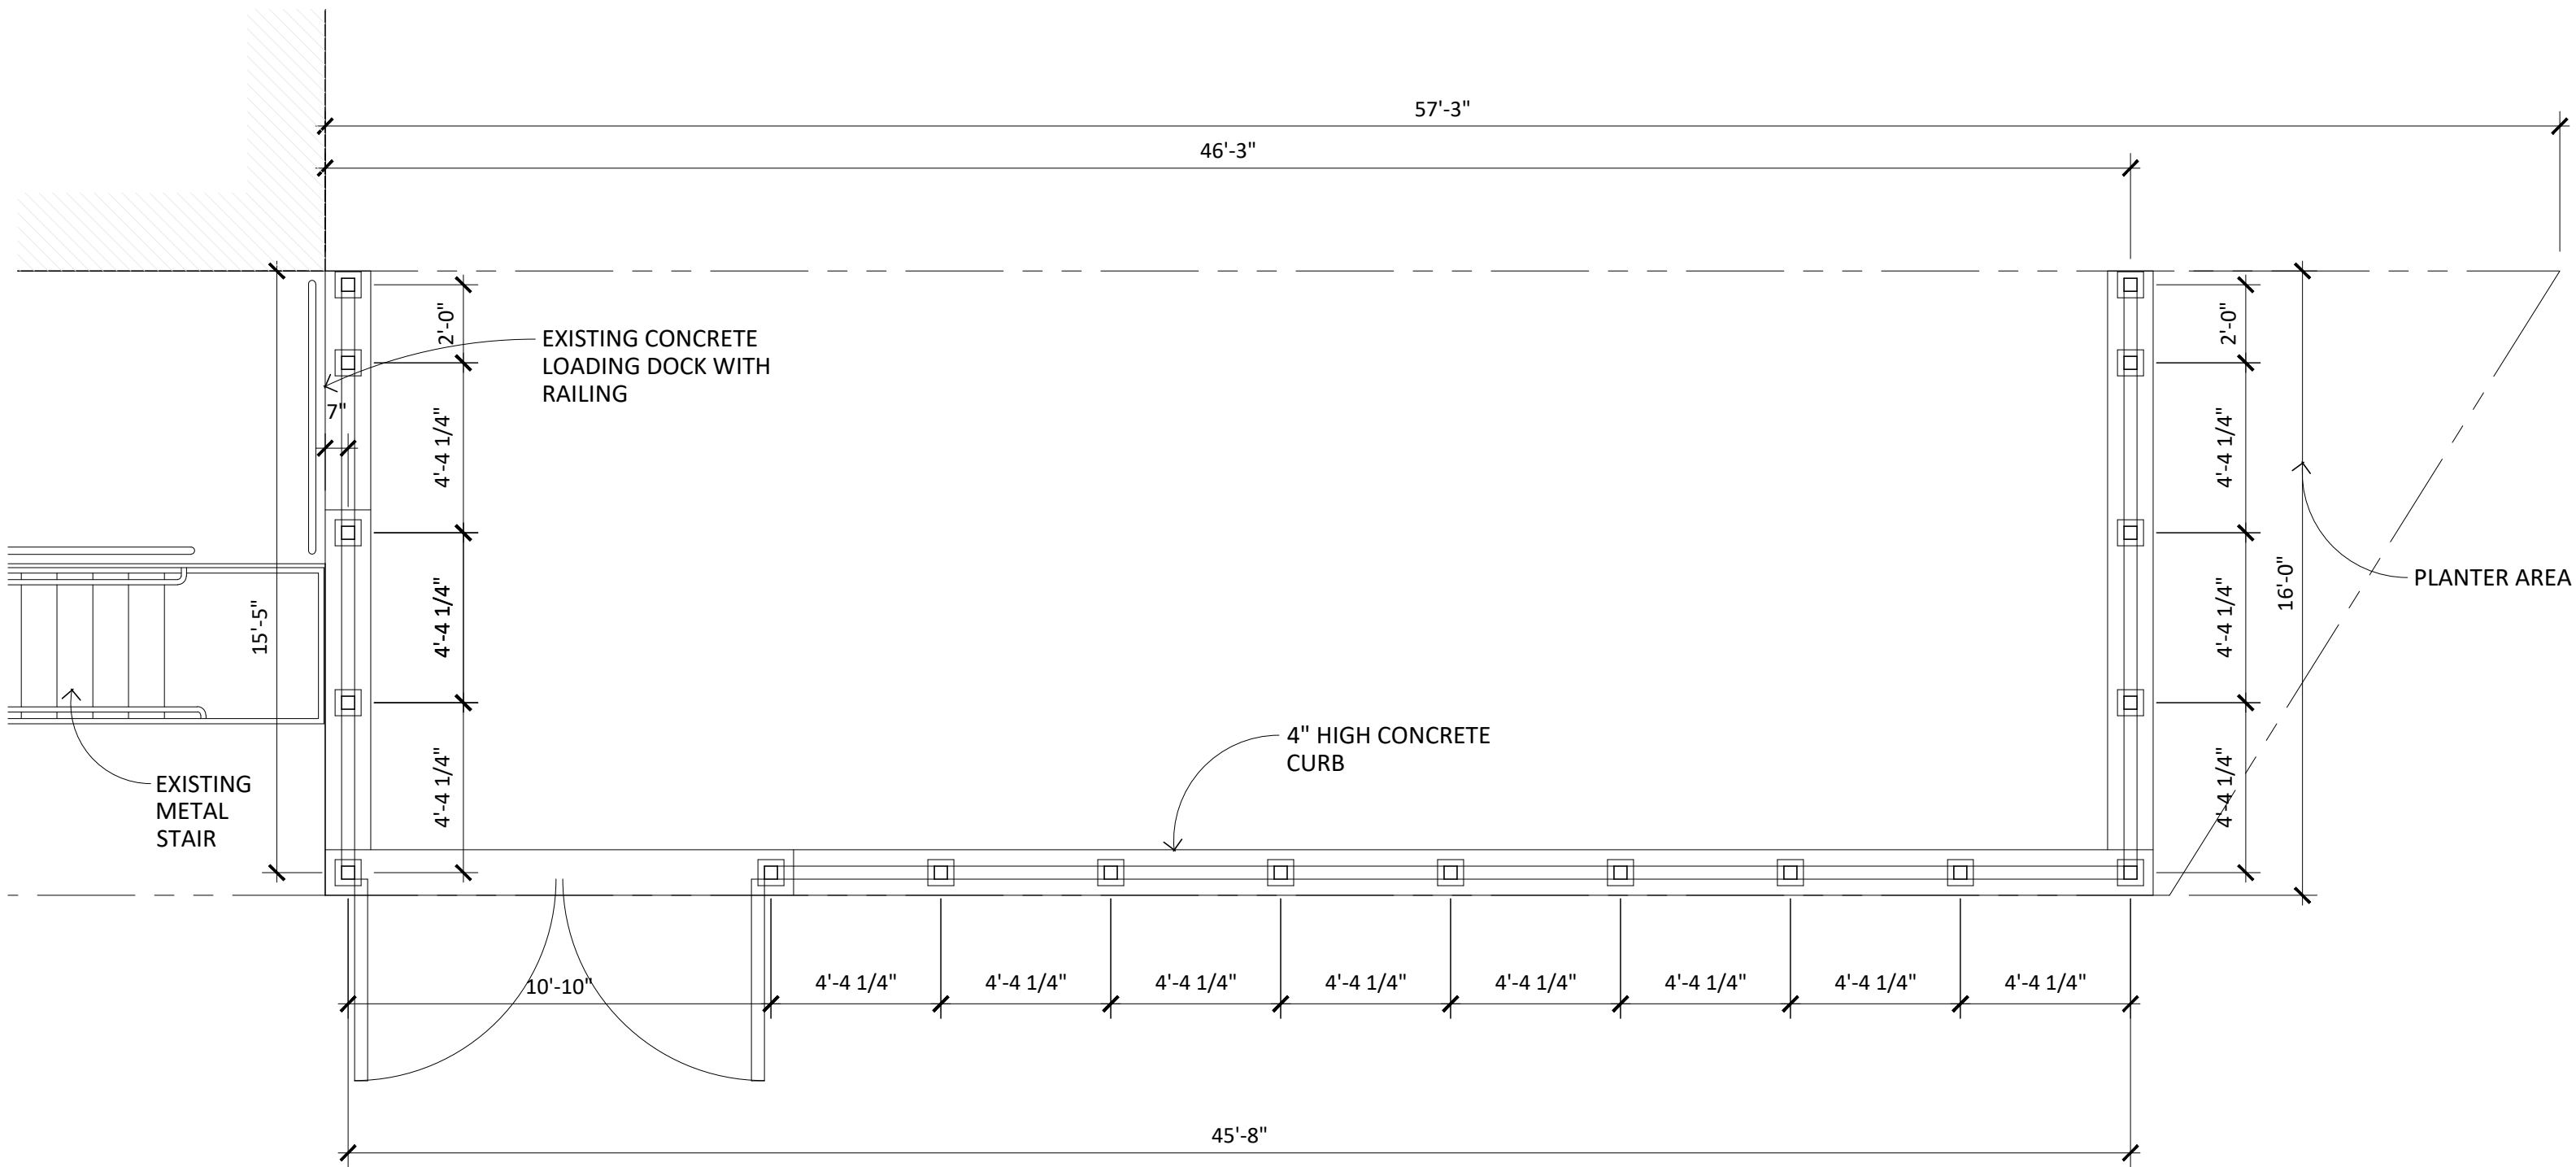 57'-3"
46'-3"
2'-0"
2'-0"
EXISTING CONCRETE
LOADING DOCK WITH
RAILING
7"
4'-4 1/4"
4'-4 1/4"
PLANTER AREA
16'-0"
15'-5"
4'-4 1/4"
4'-4 1/4"
4" HIGH CONCRETE
CURB
EXISTING
METAL
STAIR
4'-4 1/4"
4'-4 1/4"
10'-10"
4'-4 1/4"
4'-4 1/4"
4'-4 1/4"
4'-4 1/4"
4'-4 1/4"
4'-4 1/4"
4'-4 1/4"
4'-4 1/4"
45'-8"